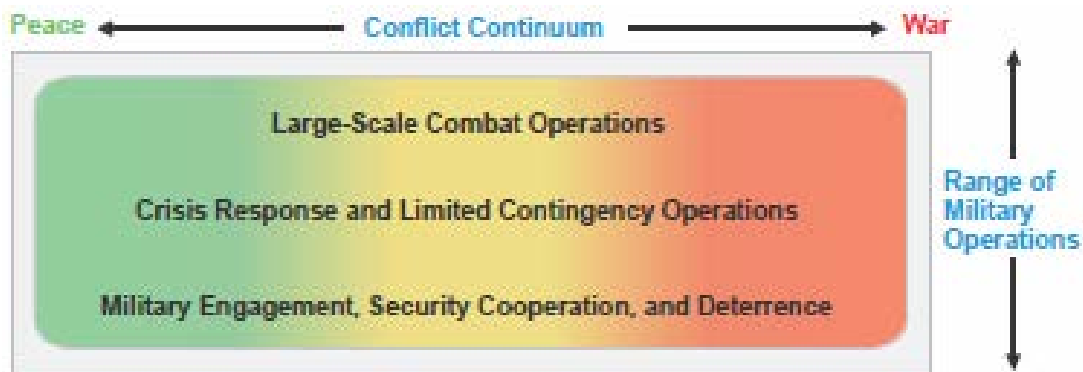 Peace
Conflict Continuum
War
Large-Scale Combat Operations
Crisis Response and Limited Contingency Operations
Military Engagement, Security Cooperation, and Deterrence
Range of
Military
Operations